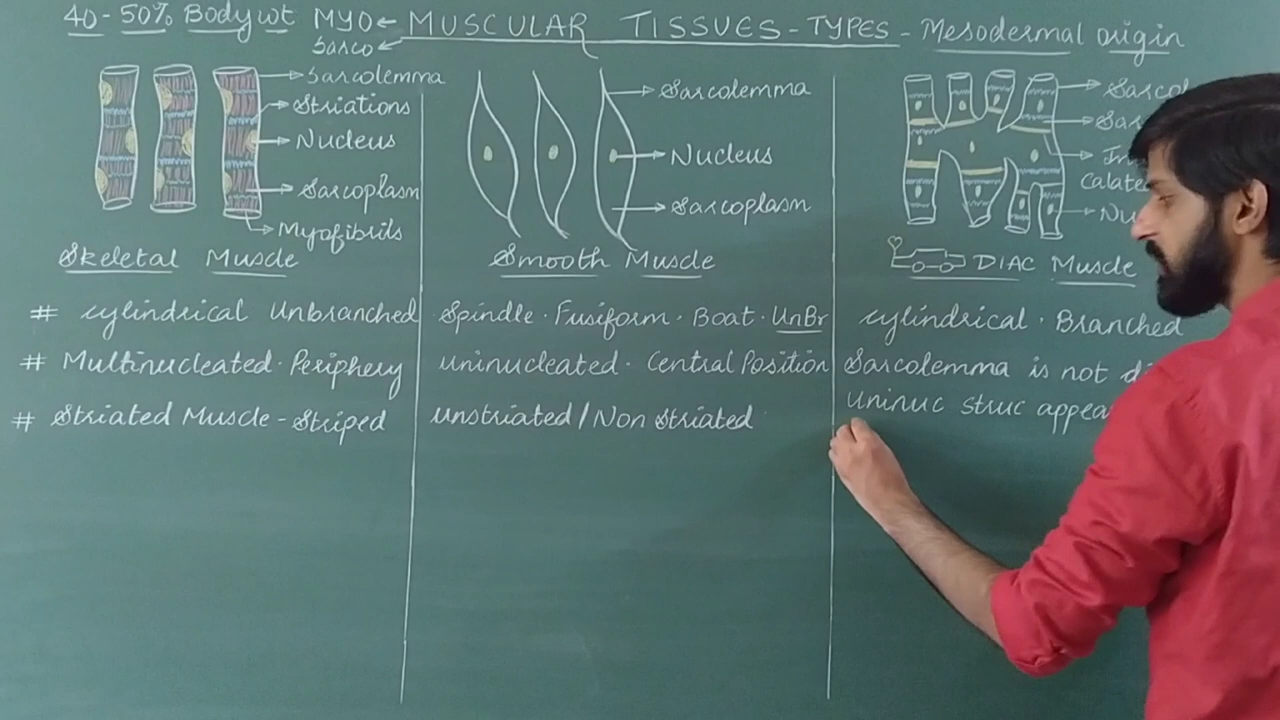 40 - 50% Body wt MYO ← MUSCULAR TISSUES - TYPES - Mesodermal origin
Sarco
Sarcolemma
Striations
Nucleus
Sarcoplasm
Myofibrils
Skeletal Muscle
# cylindrical Unbranched
# Multinucleated · Periphery
# Striated Muscle - Striped
Sarcolemma
Nucleus
Sarcoplasm
Smooth Muscle
Spindle · Fusiform · Boat · UnBr
uninucleated · Central Position
unstriated / Non Striated
Sarcol
Sar
In
Calate
Nu
DIAC Muscle
cylindrical · Branched
Sarcolemma is not di
uninuc struc appea